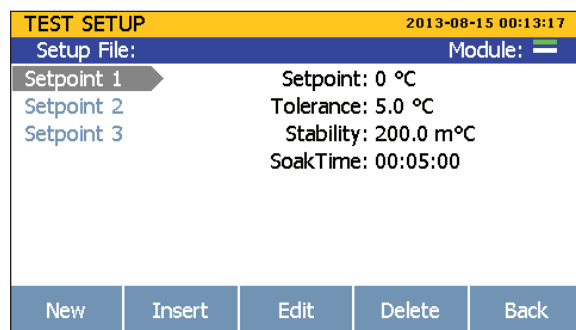 TEST SETUP 2013-08-15 00:13:17
Setup File: Module:
Setpoint 1 Setpoint: 0 °C
Setpoint 2 Tolerance: 5.0 °C
Setpoint 3 Stability: 200.0 m°C
SoakTime: 00:05:00
New Insert Edit Delete Back